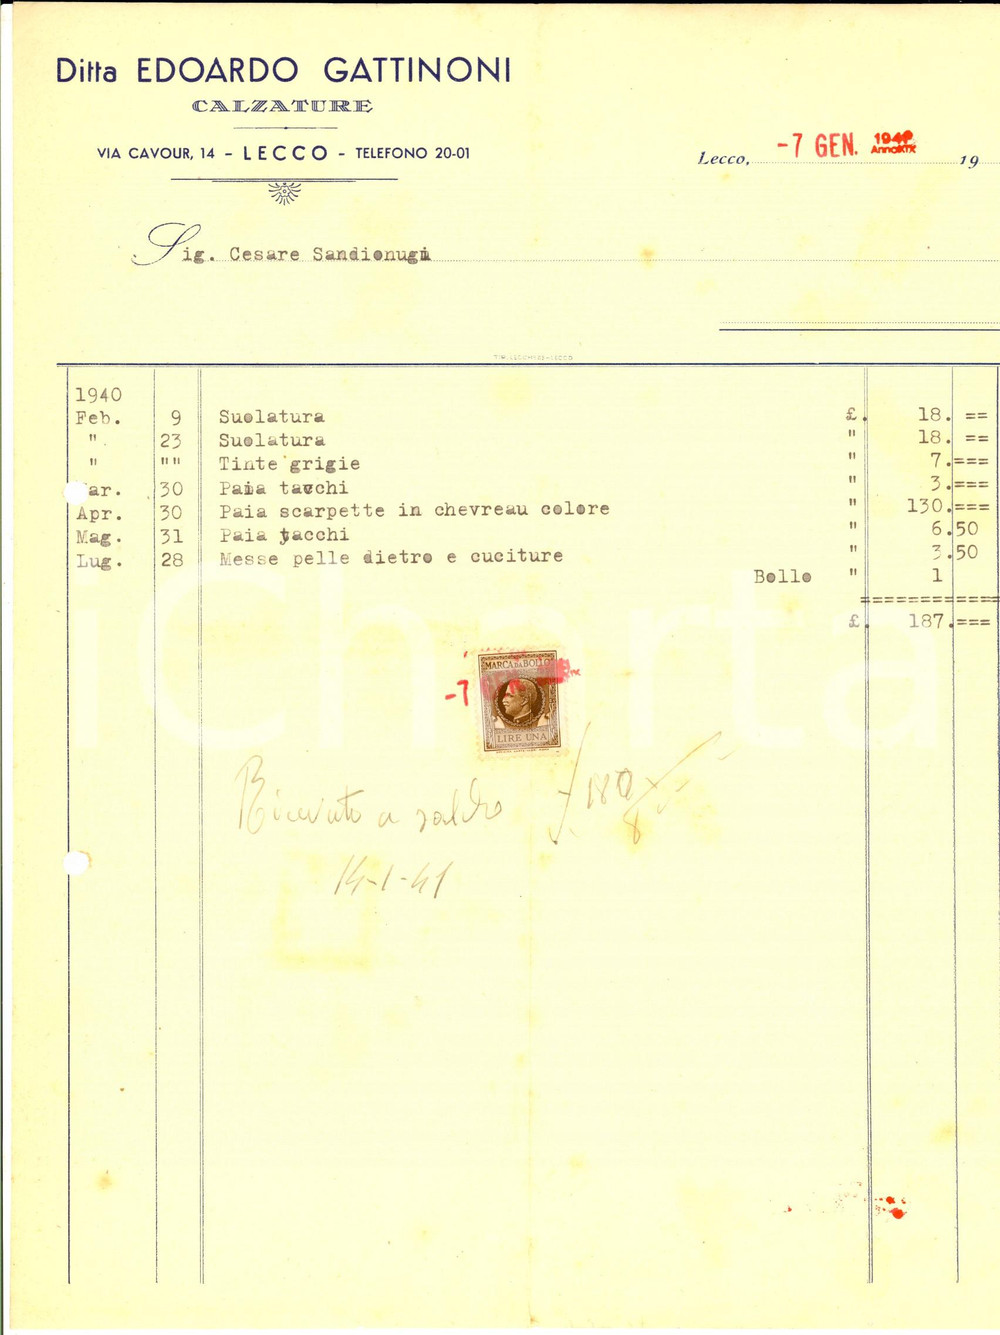 Ditta EDOARDO GATTINONI
CALZATURE
VIA CAVOUR, 14 - LECCO - TELEFONO 20-01
Lecco, -7 GEN. 19
Sig. Cesare Sandionugi
1940
Feb. 9 Suolatura £. 18. ==
" . 23 Suolatura " 18. ==
" "" Tinte grigie " 7.===
ar. 30 Paia tacchi " 3.===
Apr. 30 Paia scarpette in chevreau colore " 130.===
Mag. 31 Paia tacchi " 6.50
Lug. 28 Messe pelle dietro e cuciture " 3.50
Bollo " 1
£. 187.===
MARCA DA BOLLO
-7
LIRE UNA
Ricevuto a saldo
14-1-41
iCharta